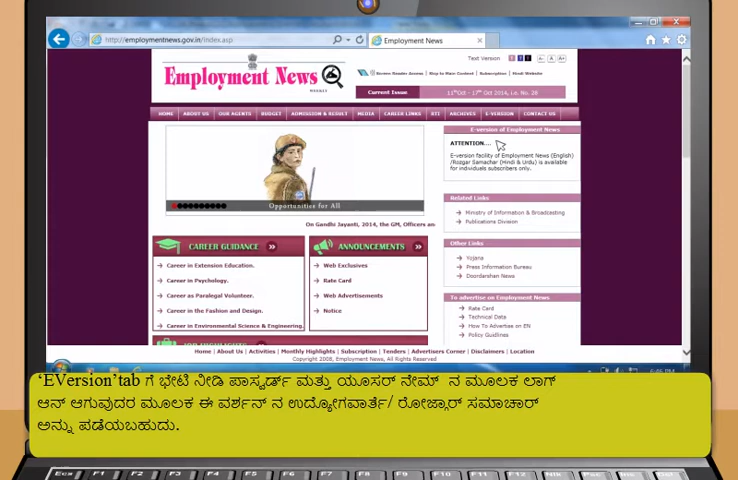 http://employmentnews.gov.in/Index.asp
Employment News
Text Version
A- A A+
Employment News
WEEKLY
Screen Reader Access | Skip to Main Content | Subscription | Hindi Website
Current Issue 11th Oct - 17th Oct 2014, i.e. No. 28
HOME ABOUT US OUR AGENTS BUDGET ADMISSION & RESULT MEDIA CAREER LINKS RTI ARCHIVES E-VERSION CONTACT US
Opportunities for All
On Gandhi Jayanti, 2014, the GM, Officers an
CAREER GUIDANCE
Career in Extension Education.
Career in Psychology.
Career as Paralegal Volunteer.
Career in the Fashion and Design.
Career in Environmental Science & Engineering.
ANNOUNCEMENTS
Web Exclusives
Rate Card
Web Advertisements
Notice
E-version of Employment News
ATTENTION....
E-version facility of Employment News (English)
/Rozgar Samachar (Hindi & Urdu) is available
for individuals subscribers only.
Related Links
Ministry of Information & Broadcasting
Publications Division
Other Links
Yojana
Press Information Bureau
Doordarshan News
To advertise on Employment News
Rate Card
Technical Data
How To Advertise on EN
Policy Guidlines
Home | About Us | Activities | Monthly Highlights | Subscription | Tenders | Advertisers Corner | Disclaimers | Location
Copyright 2008, Employment News, All Rights Reserved
'EVersion'tab ಗೆ ಭೇಟಿ ನೀಡಿ ಪಾಸ್ವರ್ಡ್ ಮತ್ತು ಯೂಸರ್ ನೇಮ್ ನ ಮೂಲಕ ಲಾಗ್
ಆನ್ ಆಗುವುದರ ಮೂಲಕ ಈ ವರ್ಶನ್ ನ ಉದ್ಯೋಗವಾರ್ತೆ/ ರೋಜ್ಗಾರ್ ಸಮಾಚಾರ್
ಅನ್ನು ಪಡೆಯಬಹುದು.
Esc F1 F2 F3 F4 F5 F6 F7 F8 F9 F10 F11 F12